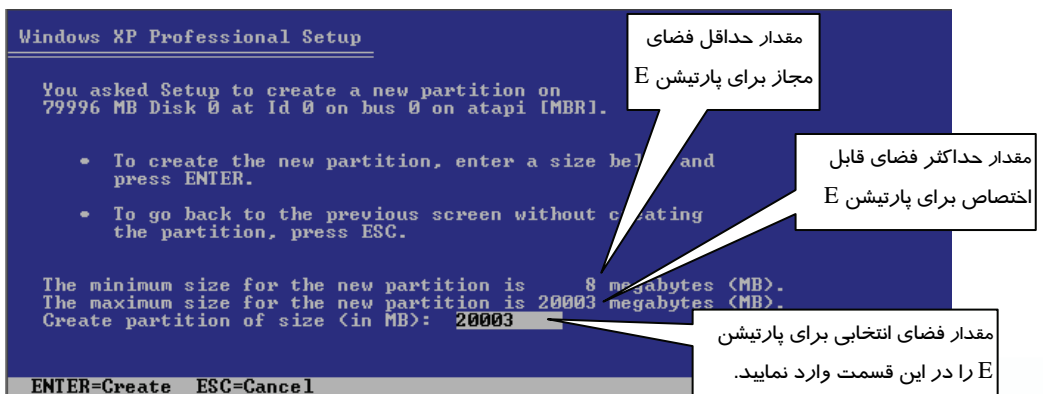 Windows XP Professional Setup
مقدار حداقل فضای
مجاز برای پارتیشن E
You asked Setup to create a new partition on
79996 MB Disk 0 at Id 0 on bus 0 on atapi [MBR].
• To create the new partition, enter a size bel and
press ENTER.
مقدار حداکثر فضای قابل
اختصاص برای پارتیشن E
• To go back to the previous screen without c ating
the partition, press ESC.
The minimum size for the new partition is 8 megabytes (MB).
The maximum size for the new partition is 20003 megabytes (MB).
Create partition of size (in MB): 20003
مقدار فضای انتخابی برای پارتیشن
E را در این قسمت وارد نمایید.
ENTER=Create ESC=Cancel